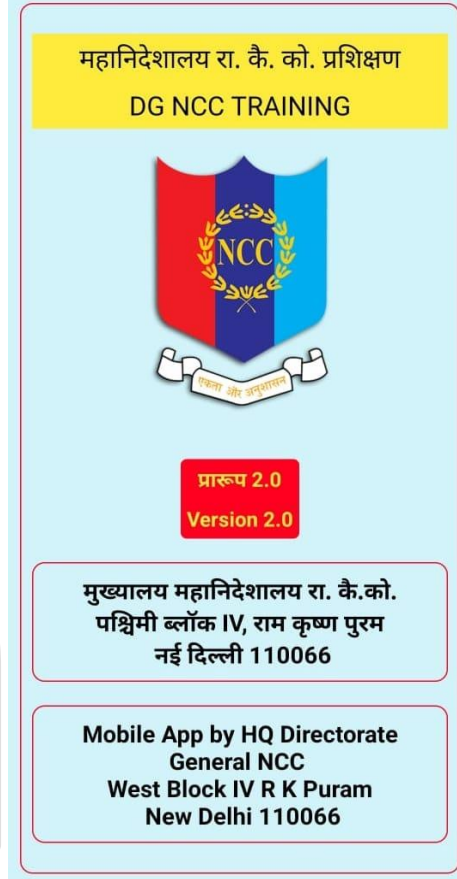 महानिदेशालय रा. कै. को. प्रशिक्षण
DG NCC TRAINING
NCC
एकता और अनुशासन
प्रारूप 2.0
Version 2.0
मुख्यालय महानिदेशालय रा. कै.को.
पश्चिमी ब्लॉक IV, राम कृष्ण पुरम
नई दिल्ली 110066
Mobile App by HQ Directorate
General NCC
West Block IV R K Puram
New Delhi 110066